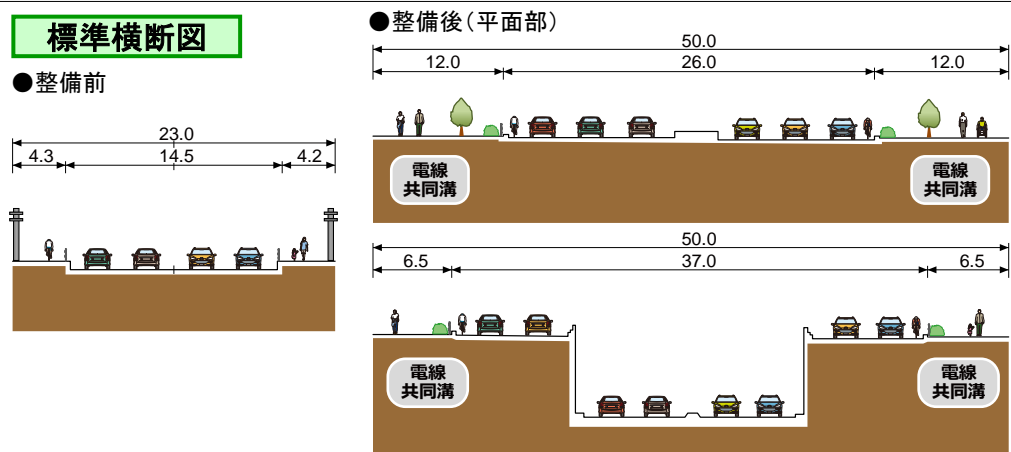 標準横断図
●整備前
23.0
4.3
14.5
4.2
●整備後(平面部)
50.0
12.0
26.0
12.0
電線
共同溝
電線
共同溝
50.0
6.5
37.0
6.5
電線
共同溝
電線
共同溝